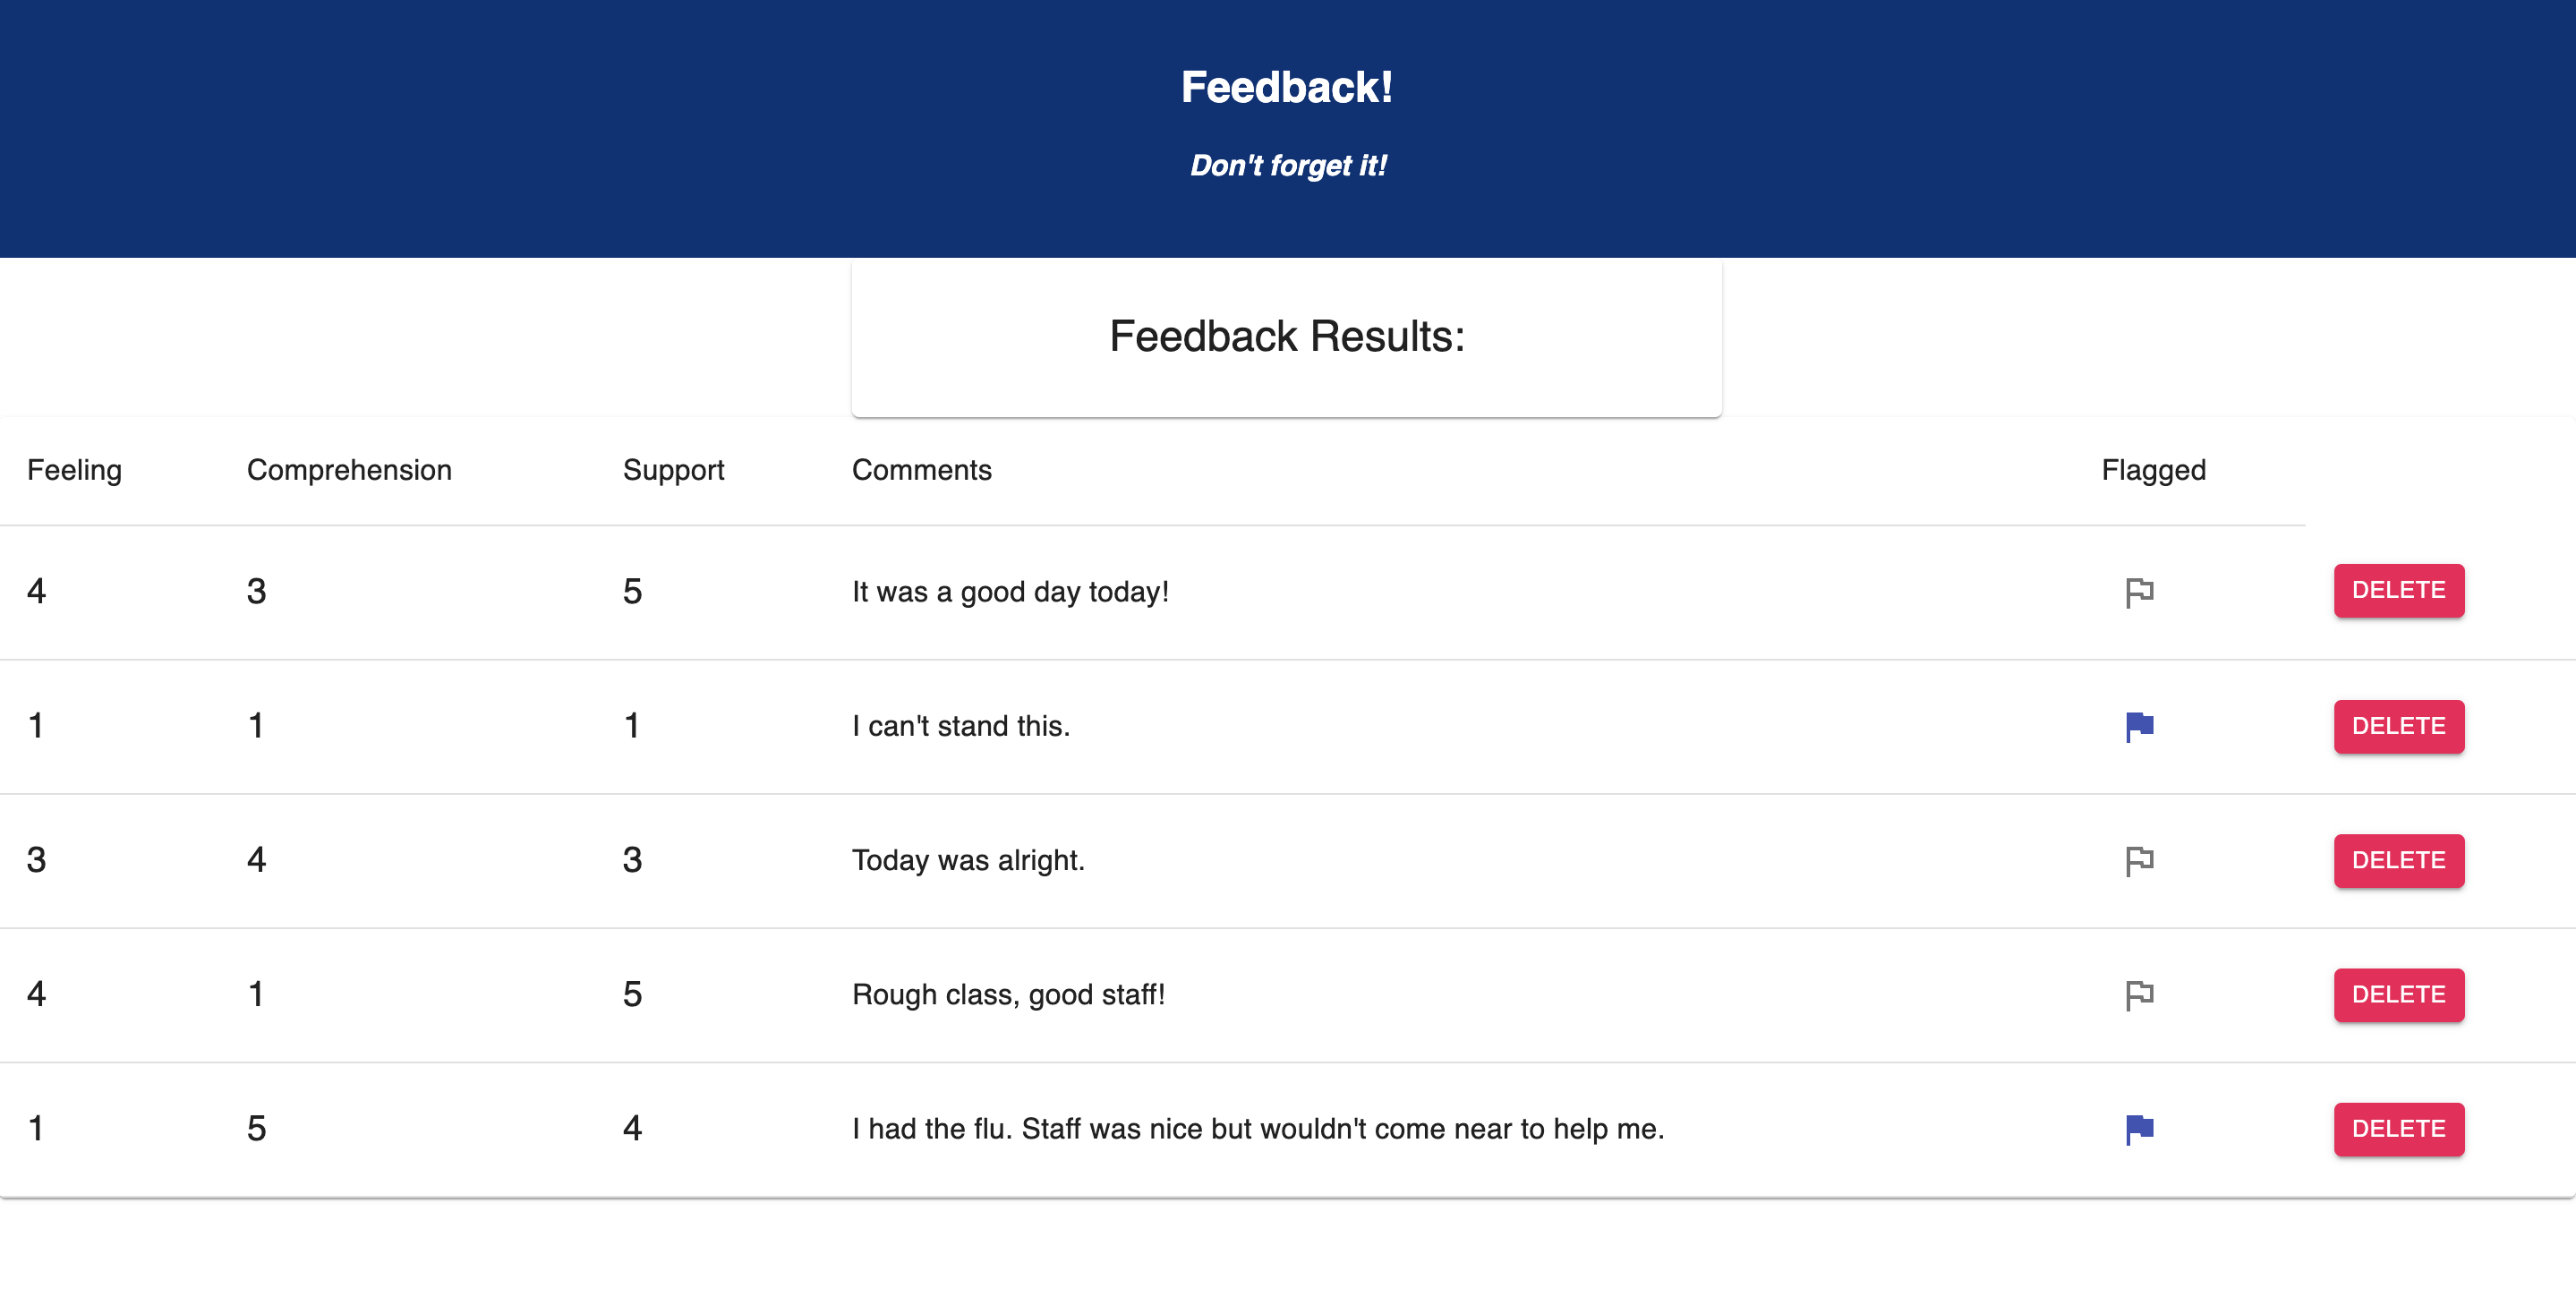 Feedback!
Don't forget it!
Feedback Results:
Feeling Comprehension Support Comments Flagged
4 3 5 It was a good day today! DELETE
1 1 1 I can't stand this. DELETE
3 4 3 Today was alright. DELETE
4 1 5 Rough class, good staff! DELETE
1 5 4 I had the flu. Staff was nice but wouldn't come near to help me. DELETE